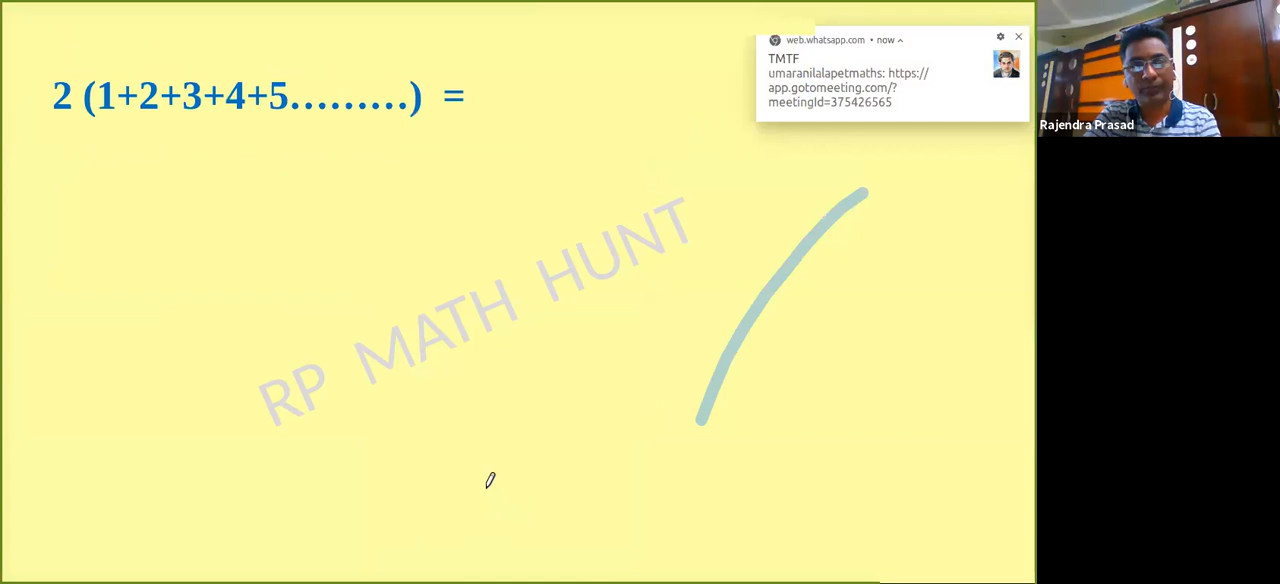 2 (1+2+3+4+5.........) =
web.whatsapp.com • now
TMTF
umaranilalapetmaths: https://
app.gotomeeting.com/?
meetingId=375426565
Rajendra Prasad
RP MATH HUNT